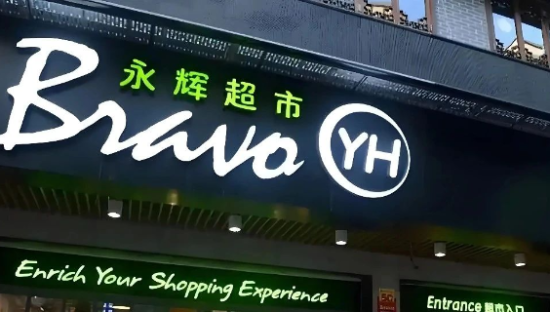 永辉超市
Bravo YH
Enrich Your Shopping Experience
Entrance 超市入口